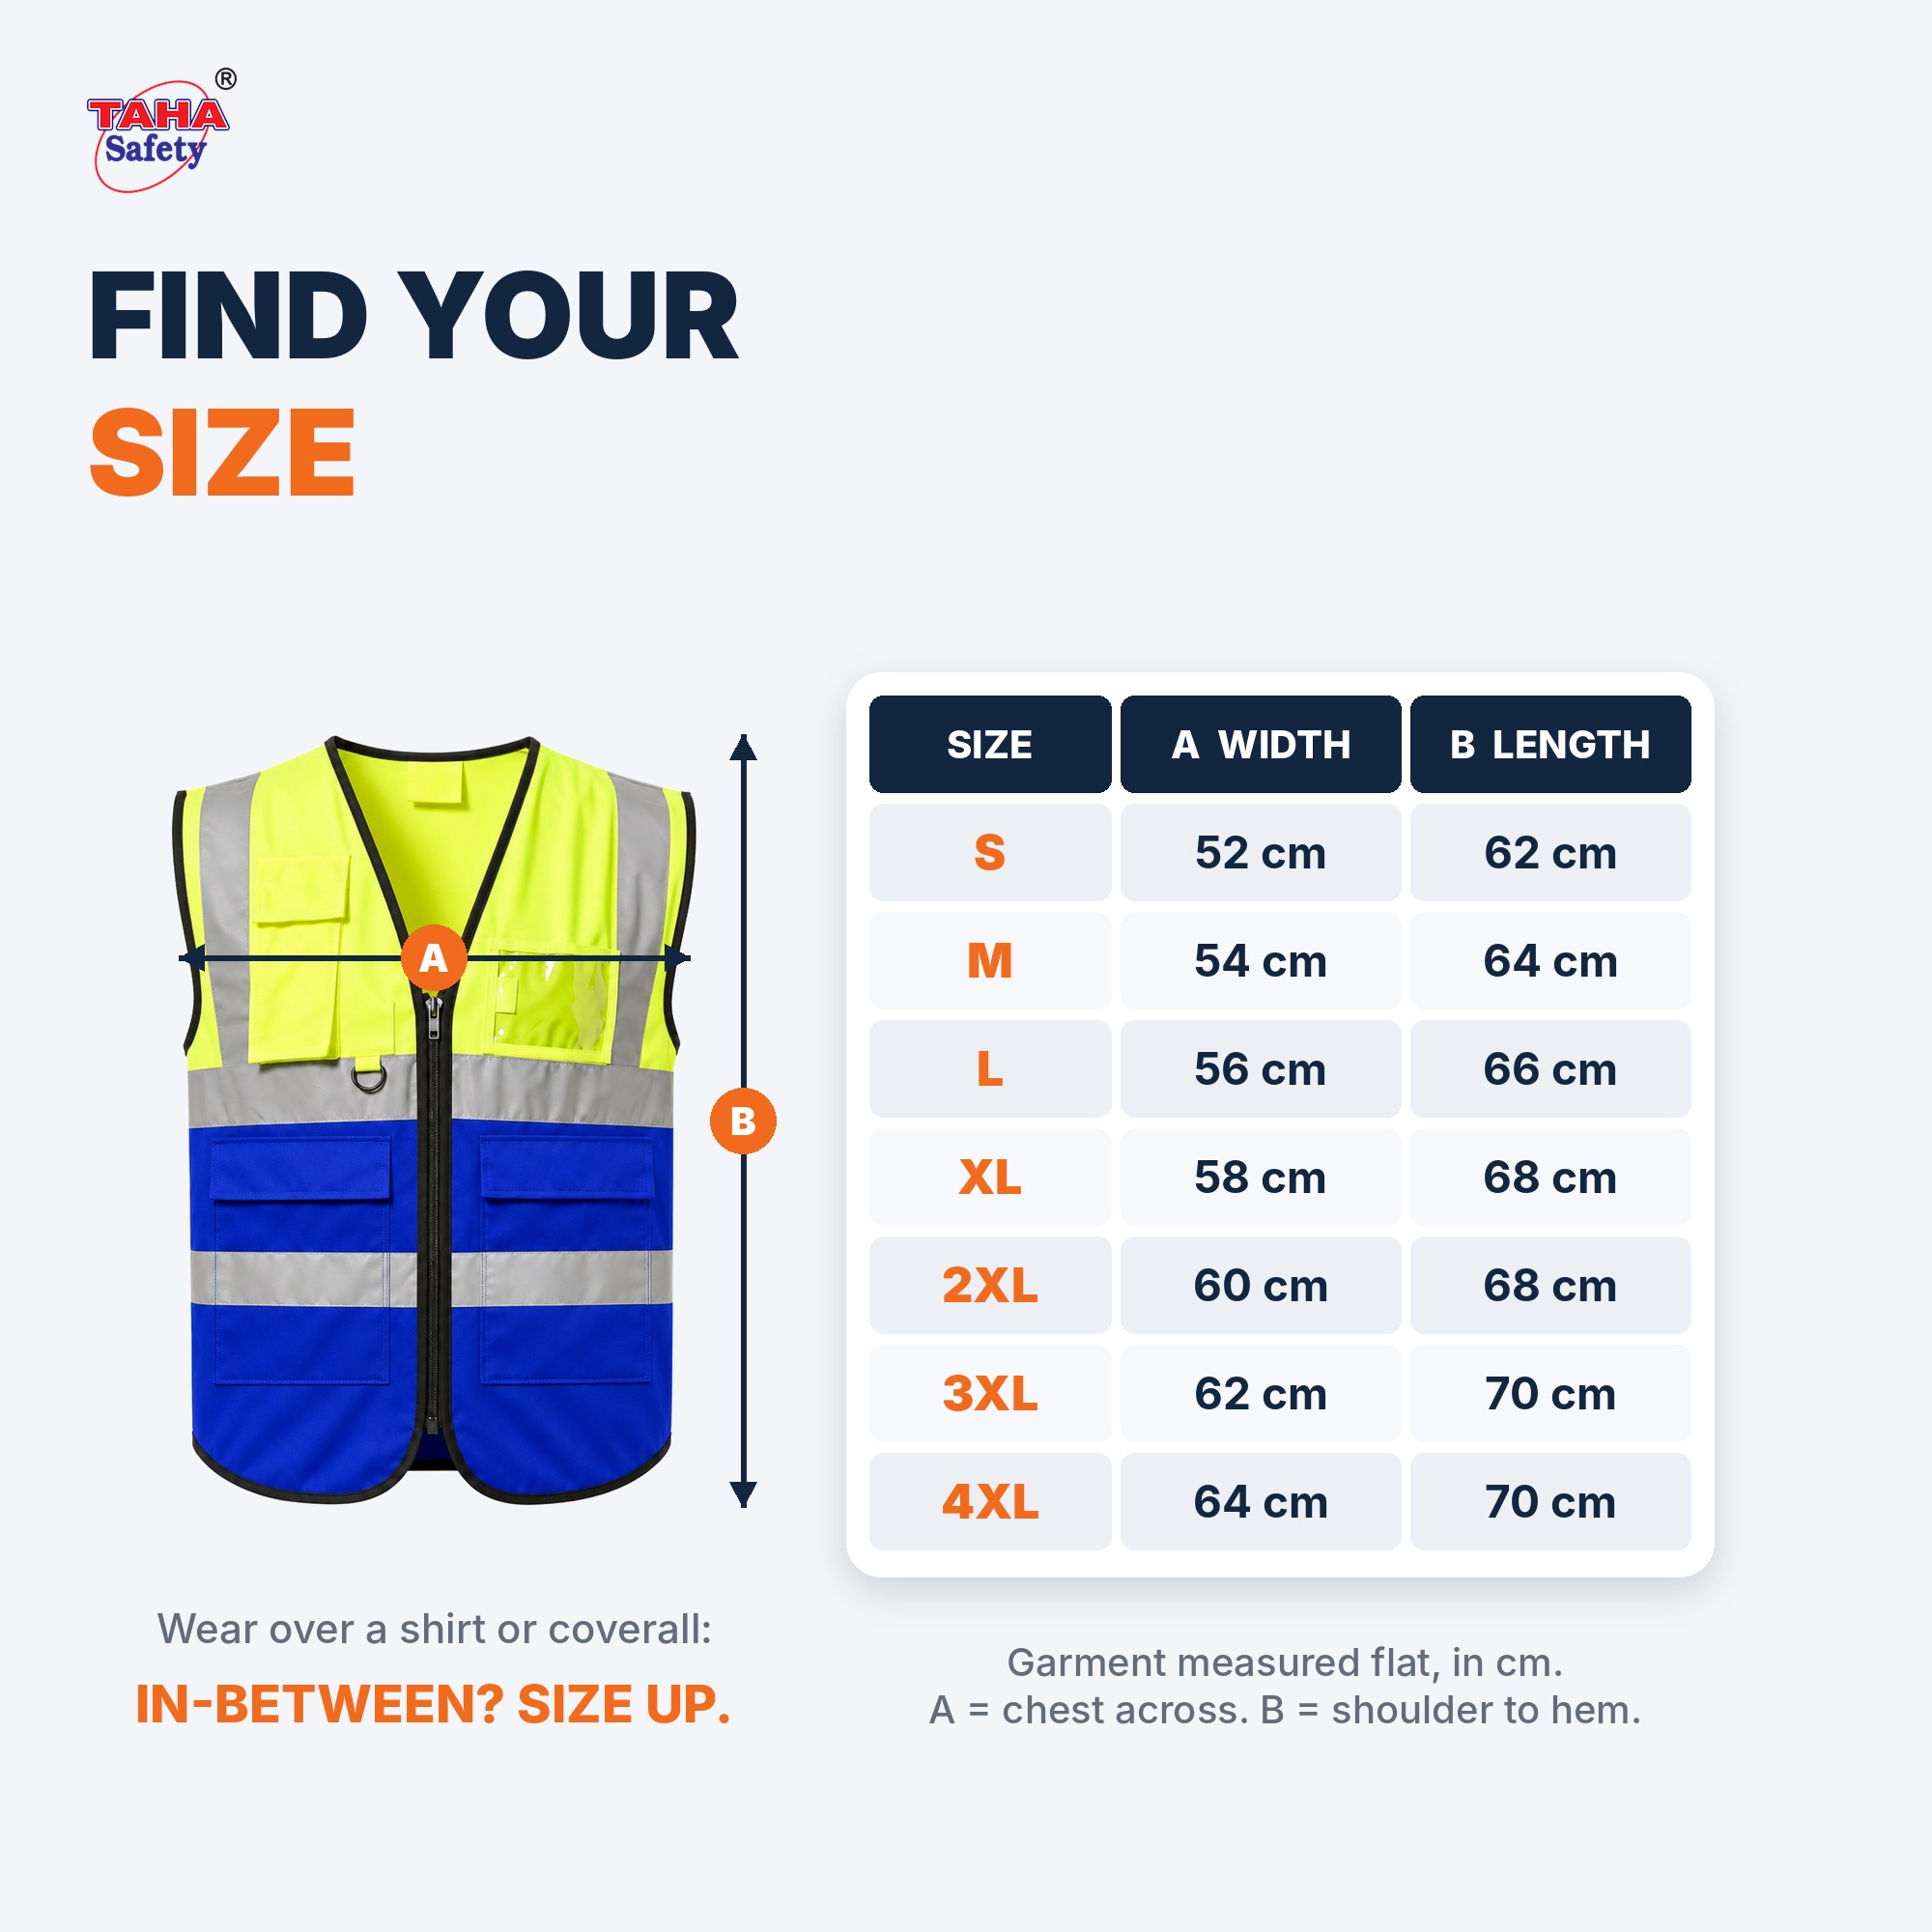 TAHA
Safety
®
FIND YOUR
SIZE
A
B
SIZE A WIDTH B LENGTH
S 52 cm 62 cm
M 54 cm 64 cm
L 56 cm 66 cm
XL 58 cm 68 cm
2XL 60 cm 68 cm
3XL 62 cm 70 cm
4XL 64 cm 70 cm
Wear over a shirt or coverall:
IN-BETWEEN? SIZE UP.
Garment measured flat, in cm.
A = chest across. B = shoulder to hem.